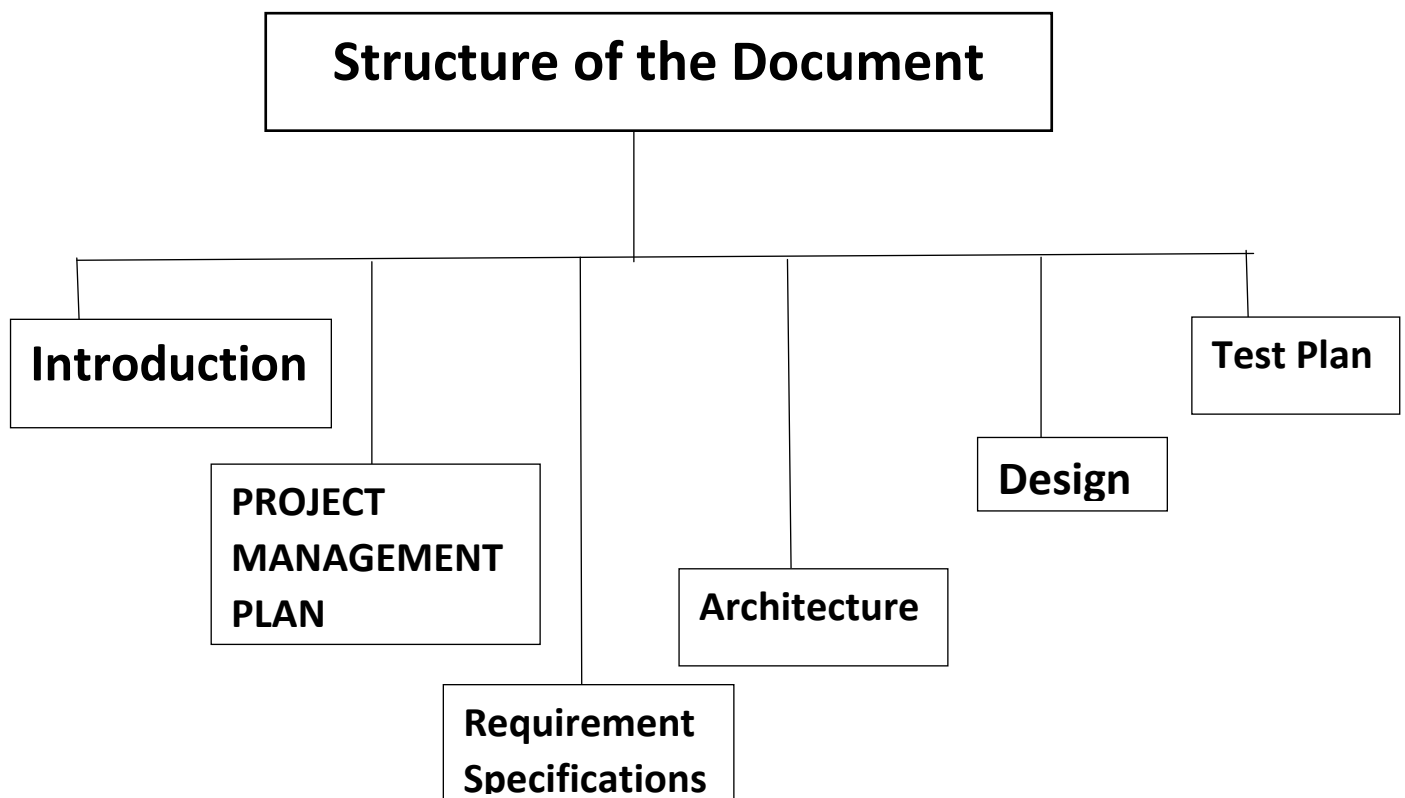 Structure of the Document
Introduction
PROJECT
MANAGEMENT
PLAN
Requirement
Specifications
Architecture
Design
Test Plan